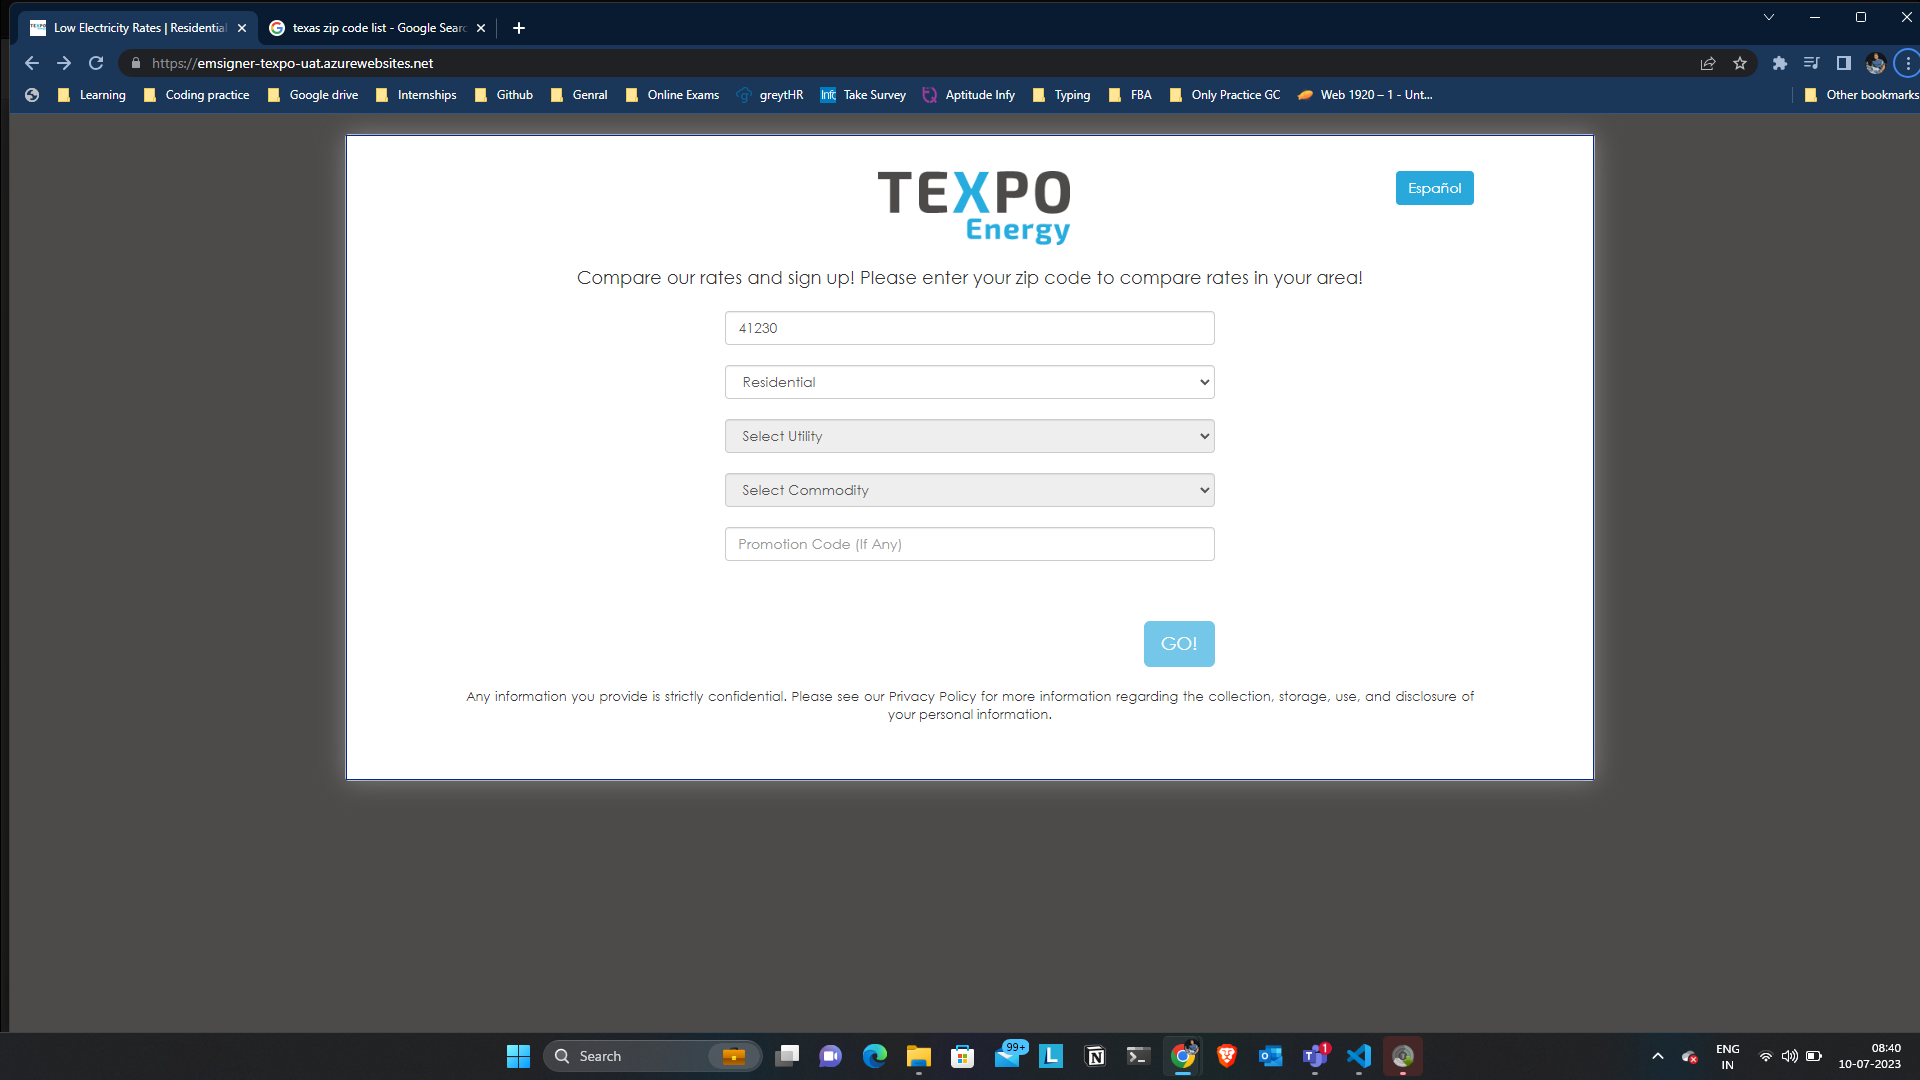 Low Electricity Rates | Residential
texas zip code list - Google Searc
https://emsigner-texpo-uat.azurewebsites.net
Learning
Coding practice
Google drive
Internships
Github
Genral
Online Exams
greytHR
Take Survey
Aptitude Infy
Typing
FBA
Only Practice GC
Web 1920 – 1 - Unt...
Other bookmarks
TEXPO
Energy
Español
Compare our rates and sign up! Please enter your zip code to compare rates in your area!
41230
Residential
Select Utility
Select Commodity
Promotion Code (If Any)
GO!
Any information you provide is strictly confidential. Please see our Privacy Policy for more information regarding the collection, storage, use, and disclosure of
your personal information.
Search
99+
L
N
1
ENG
IN
08:40
10-07-2023